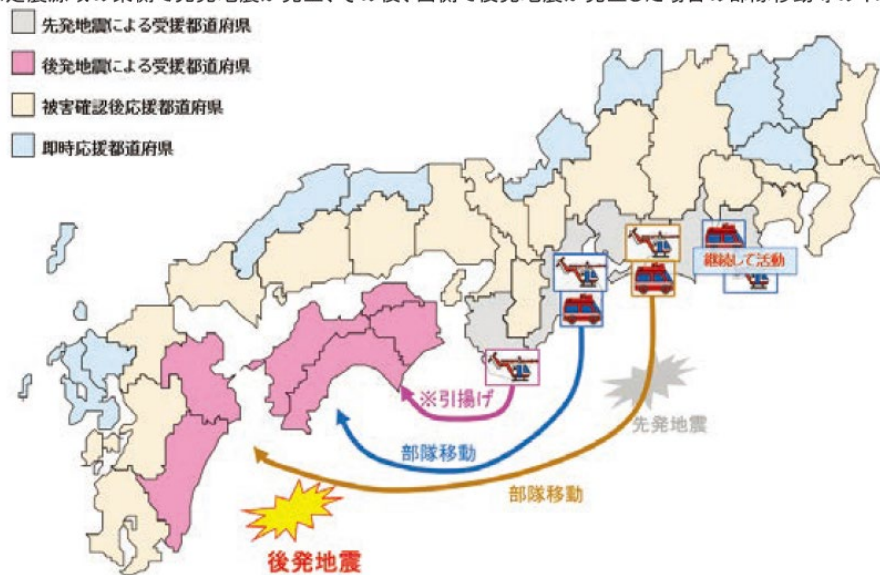 先発地震による受援都道府県
後発地震による受援都道府県
被害確認後応援都道府県
即時応援都道府県
継続して活動
※引揚げ
先発地震
部隊移動
部隊移動
後発地震